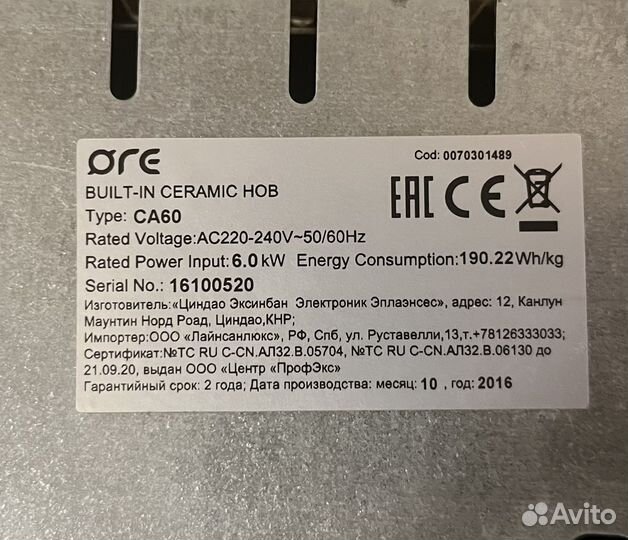 ORE
Cod: 0070301489
BUILT-IN CERAMIC HOB
EAC CE
Type: CA60
Rated Voltage:AC220-240V~50/60Hz
Rated Power Input:6.0 kW Energy Consumption:190.22Wh/kg
Serial No.: 16100520
Изготовитель:«Циндао Эксинбан Электроник Эплаэнсес», адрес: 12, Канлун
Маунтин Норд Роад, Циндао,КНР;
Импортер:ООО «Лайнсанлюкс», РФ, Спб, ул. Руставелли,13,т.+78126333033;
Сертификат:№ТС RU C-CN.АЛ32.В.05704, №ТС RU C-CN.АЛ32.В.06130 до
21.09.20, выдан ООО «Центр «ПрофЭкс»
Гарантийный срок: 2 года; Дата производства: месяц: 10, год: 2016
Avito